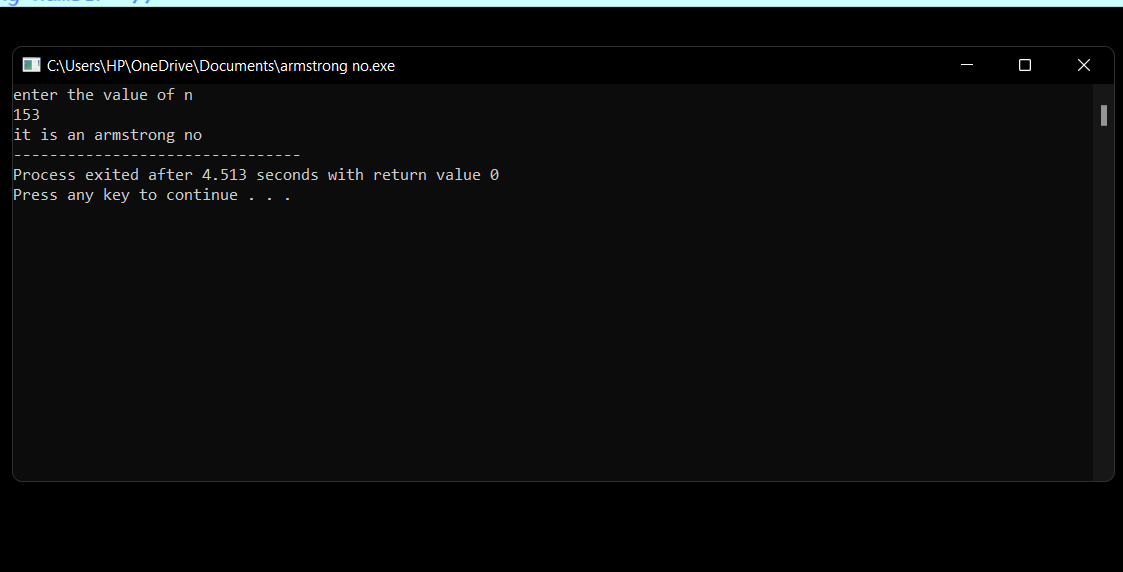 C:\Users\HP\OneDrive\Documents\armstrong no.exe
enter the value of n
153
it is an armstrong no
--------------------------------
Process exited after 4.513 seconds with return value 0
Press any key to continue . . .